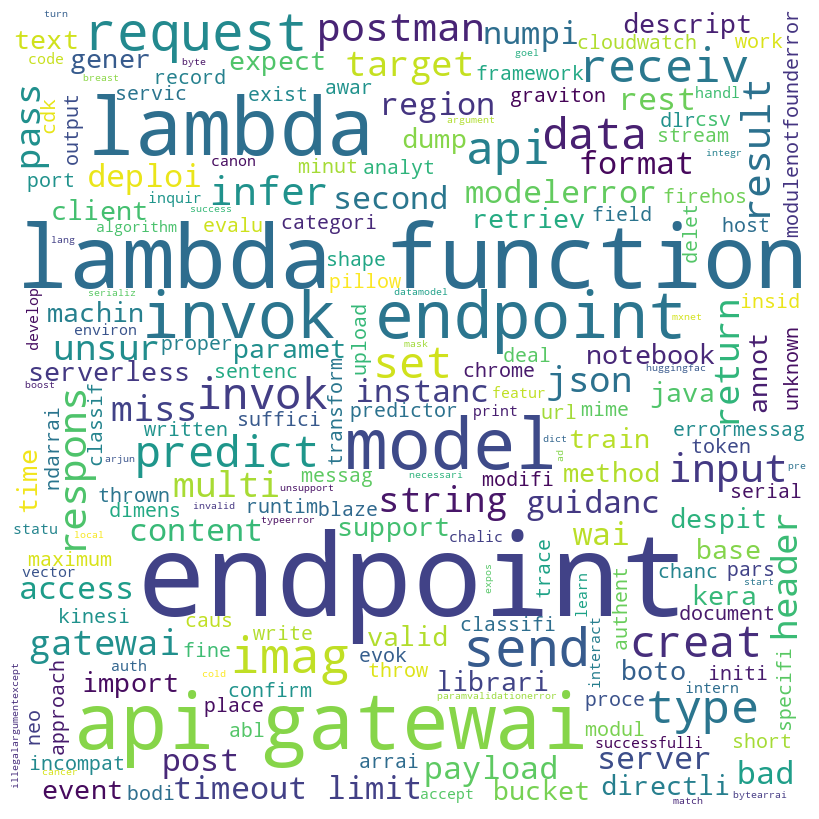 turn
byte
goel
request
postman
numpi
descript
text
code
gener
expect
target
cloudwatch
work
breast
record
framework
receiv
modulenotfounderror
cdk
servic
exist
awar
region
graviton
rest
handl
pass
output
lambda
argument
data
dlr
csv
result
dump
api
stream
canon
minut
analyt
format
integr
port
deploi
infer
second
modelerror
firehos
inquir
success
client
evalu
categori
retriev
field
delet
host
algorithm
lang
lambda function
shape
pillow
serializ
datamodel
machin
invok endpoint
return
insid
develop
environ
proper
paramet
upload
mxnet
unsur
mask
set
chrome
deal
notebook
annot
unknown
serverless
sentenc
transform
featur
huggingfac
json
java
boost
miss
invok
instanc
suffici
predictor
print
url
mime
respons
classif
written
model
dict
train
errormessag
time
ndarrai
predict
ad
token
pre
arjun
multi
messag
necessari
modifi
method
input
statu
thrown
unsupport
string
guidanc
serial
dimens
invalid
runtim
blaze
content
typeerror
support
chalic
wai
despit
header
local
maximum
trace
expos
base
start
vector
endpoint
learn
authent
chanc
pars
access
classifi
kera
kinesi
caus
document
gatewai
fine
write
valid
send
interact
creat
specifi
auth
imag
evok
throw
librari
boto
initi
illegalargumentexcept
neo
approach
import
cold
confirm
paramvalidationerror
proce
intern
place
type
api gatewai
abl
modul
incompat
post
arrai
successfulli
short
cancer
payload
server
bad
event
bodi
timeout limit
accept
bucket
directli
match
bytearrai